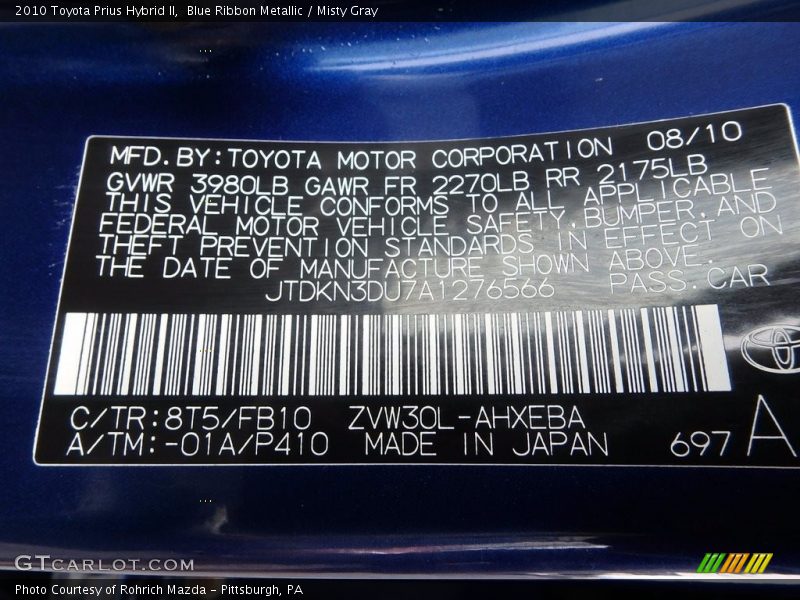 2010 Toyota Prius Hybrid II, Blue Ribbon Metallic / Misty Gray
MFD.BY:TOYOTA MOTOR CORPORATION 08/10
GVWR 3980LB GAWR FR 2270LB RR 2175LB
THIS VEHICLE CONFORMS TO ALL APPLICABLE
FEDERAL MOTOR VEHICLE SAFETY,BUMPER,AND
THEFT PREVENTION STANDARDS IN EFFECT ON
THE DATE OF MANUFACTURE SHOWN ABOVE.
JTDKN3DU7A1276566 PASS.CAR
C/TR:8T5/FB10 ZVW30L-AHXEBA
A/TM:-01A/P410 MADE IN JAPAN 697 A
GTCARLOT.COM
Photo Courtesy of Rohrich Mazda - Pittsburgh, PA